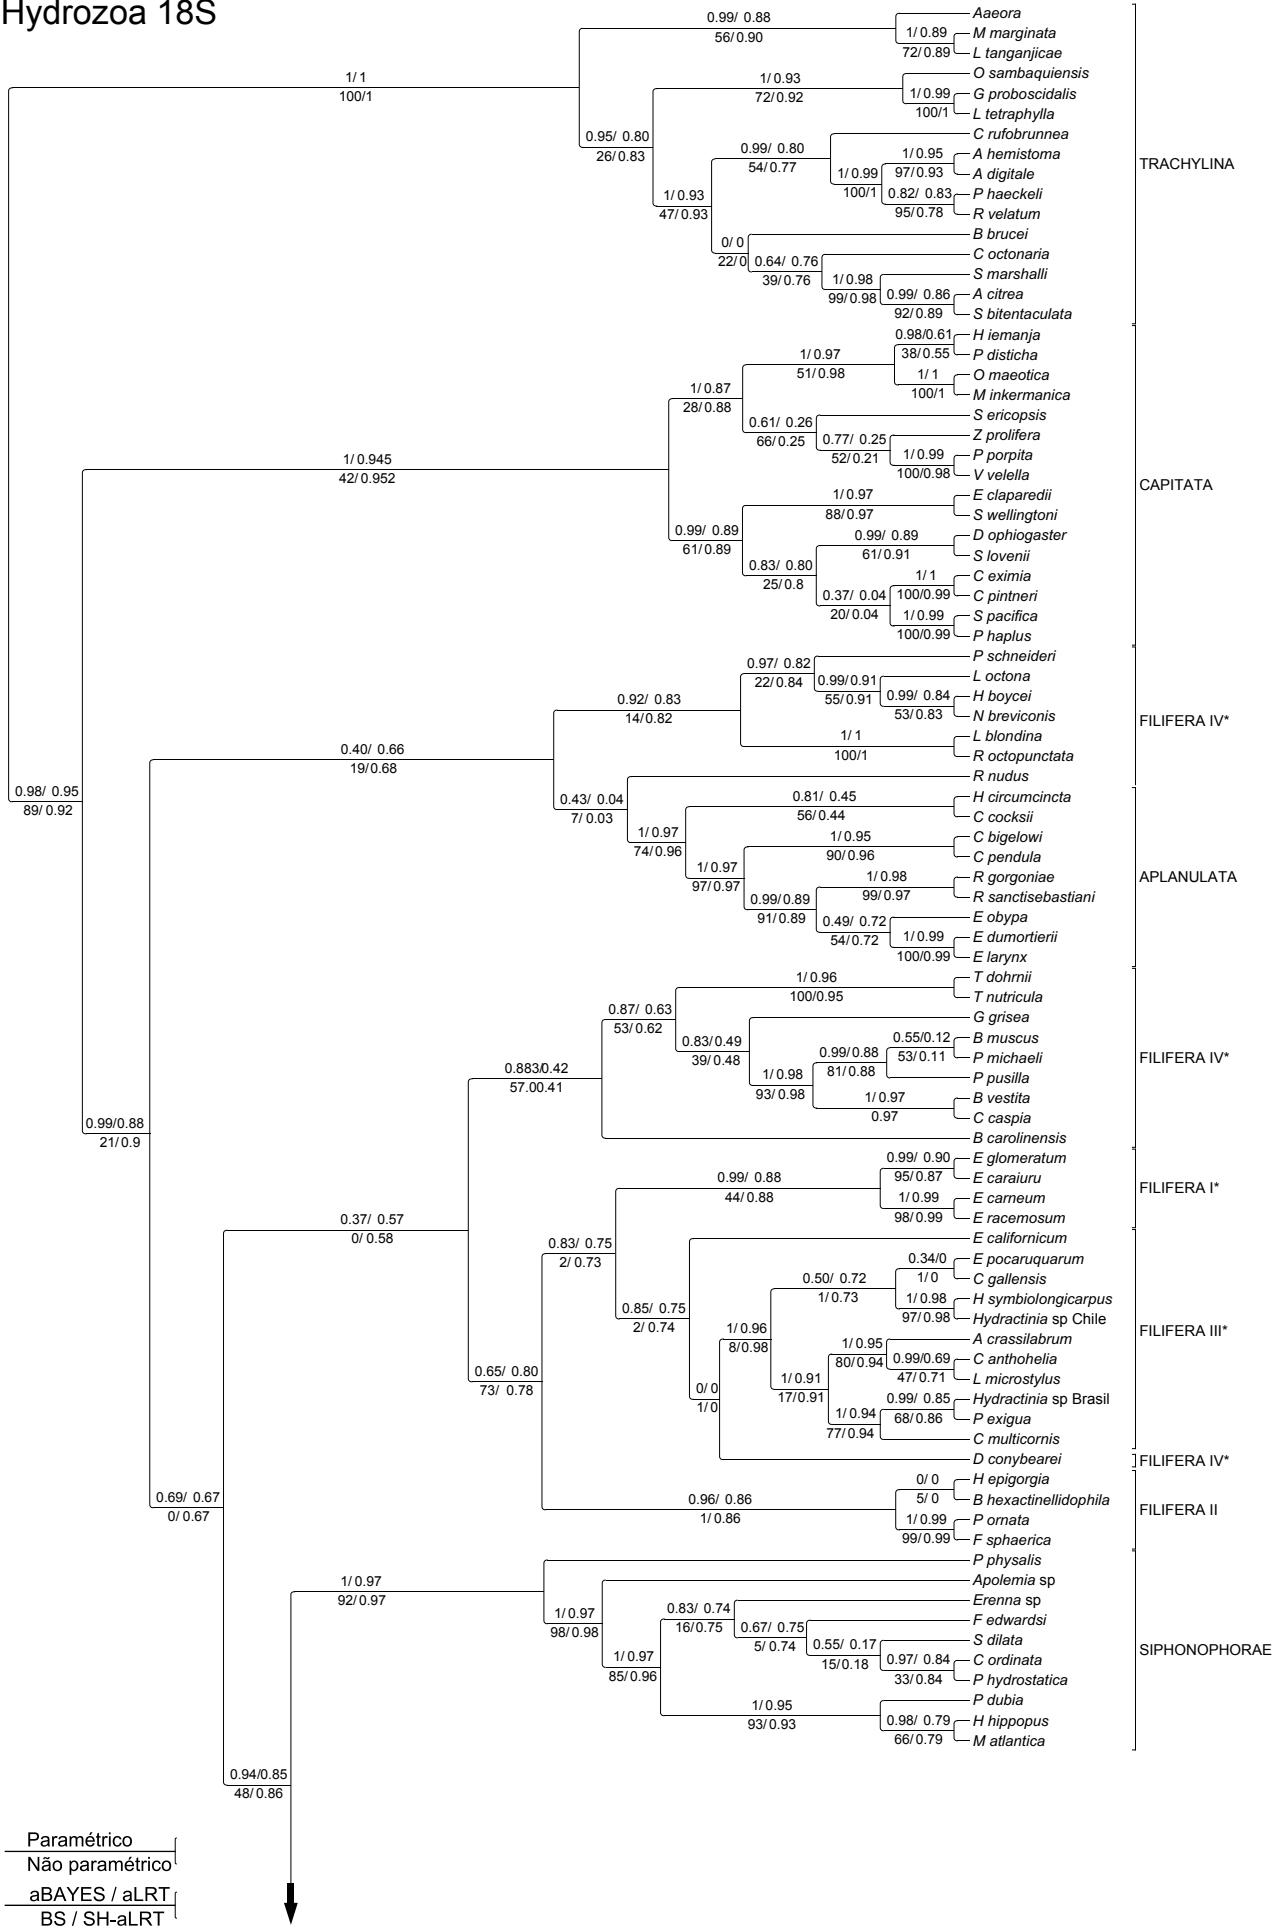 Hydrozoa 18S
0.99/ 0.88
56/0.90
Aaeora
1/0.89
M marginata
72/0.89
L tanganjicae
1/1
100/1
1/0.93
72/0.92
O sambaquiensis
1/0.99
G proboscidalis
100/1
L tetraphylla
0.95/ 0.80
26/0.83
C rufobrunnea
0.99/ 0.80
54/0.77
1/0.95
A hemistoma
97/0.93
A digitale
1/0.99
100/1
0.82/ 0.83
P haeckeli
95/0.78
R velatum
1/0.93
47/0.93
B brucei
0/0
22/0
C octonaria
0.64/ 0.76
39/0.76
S marshalli
1/0.98
99/0.98
0.99/ 0.86
A citrea
92/0.89
S bitentaculata
TRACHYLINA
0.98/0.61
H iemanja
38/0.55
P disticha
1/0.97
51/0.98
1/1
O maeotica
100/1
M inkermanica
1/0.87
28/0.88
S ericopsis
0.61/ 0.26
66/0.25
Z prolifera
0.77/ 0.25
52/0.21
1/0.99
P porpita
100/0.98
V velella
1/0.945
42/0.952
1/0.97
88/0.97
E claparedii
S wellingtoni
0.99/ 0.89
61/0.89
0.99/ 0.89
61/0.91
D ophiogaster
S lovenii
0.83/ 0.80
25/0.8
1/1
C eximia
100/0.99
C pintneri
0.37/ 0.04
20/0.04
1/0.99
S pacifica
100/0.99
P haplus
CAPITATA
P schneideri
0.97/ 0.82
22/0.84
L octona
0.99/0.91
55/0.91
0.99/ 0.84
H boycei
53/0.83
N breviconis
0.92/ 0.83
14/0.82
1/1
100/1
L blondina
R octopunctata
FILIFERA IV*
0.40/ 0.66
19/0.68
R nudus
0.43/ 0.04
7/0.03
0.98/ 0.95
89/0.92
0.81/ 0.45
56/0.44
H circumcincta
C cocksii
1/0.97
74/0.96
1/0.95
90/0.96
C bigelowi
C pendula
1/0.97
97/0.97
1/0.98
99/0.97
R gorgoniae
R sanctisebastiani
0.99/0.89
91/0.89
E obypa
0.49/ 0.72
54/0.72
1/0.99
E dumortierii
100/0.99
E larynx
APLANULATA
1/0.96
100/0.95
T dohrnii
T nutricula
0.87/ 0.63
53/0.62
G grisea
0.83/0.49
39/0.48
0.55/0.12
B muscus
53/0.11
P michaeli
0.99/0.88
81/0.88
P pusilla
1/0.98
93/0.98
1/0.97
0.97
B vestita
C caspia
0.883/0.42
57.00.41
B carolinensis
FILIFERA IV*
0.99/0.88
21/0.9
0.99/ 0.90
E glomeratum
95/0.87
E caraiuru
0.99/ 0.88
44/0.88
1/0.99
E carneum
98/0.99
E racemosum
FILIFERA I*
0.37/ 0.57
0/0.58
E californicum
0.83/ 0.75
2/0.73
0.34/0
E pocaruquarum
1/0
C gallensis
0.50/ 0.72
1/0.73
1/0.98
H symbiolongicarpus
97/0.98
Hydractinia sp Chile
0.85/ 0.75
2/0.74
1/0.96
8/0.98
A crassilabrum
1/0.95
80/0.94
0.99/0.69
C anthohelia
47/0.71
L microstylus
1/0.91
17/0.91
0.99/ 0.85
Hydractinia sp Brasil
68/0.86
P exigua
1/0.94
77/0.94
C multicornis
FILIFERA III*
0.65/ 0.80
73/ 0.78
0/0
1/0
D conybearei
FILIFERA IV*
0/0
H epigorgia
5/0
B hexactinellidophila
0.96/ 0.86
1/0.86
1/0.99
P ornata
99/0.99
F sphaerica
FILIFERA II
0.69/ 0.67
0/0.67
P physalis
1/0.97
92/0.97
Apolemia sp
1/0.97
98/0.98
Erenna sp
0.83/ 0.74
16/0.75
F edwardsi
0.67/ 0.75
5/0.74
S dilata
0.55/ 0.17
15/0.18
0.97/ 0.84
C ordinata
33/0.84
P hydrostatica
1/0.97
85/0.96
P dubia
1/0.95
93/0.93
0.98/ 0.79
H hippopus
66/0.79
M atlantica
SIPHONOPHORAE
0.94/0.85
48/0.86
Paramétrico
Não paramétrico
aBAYES / aLRT
BS / SH-aLRT